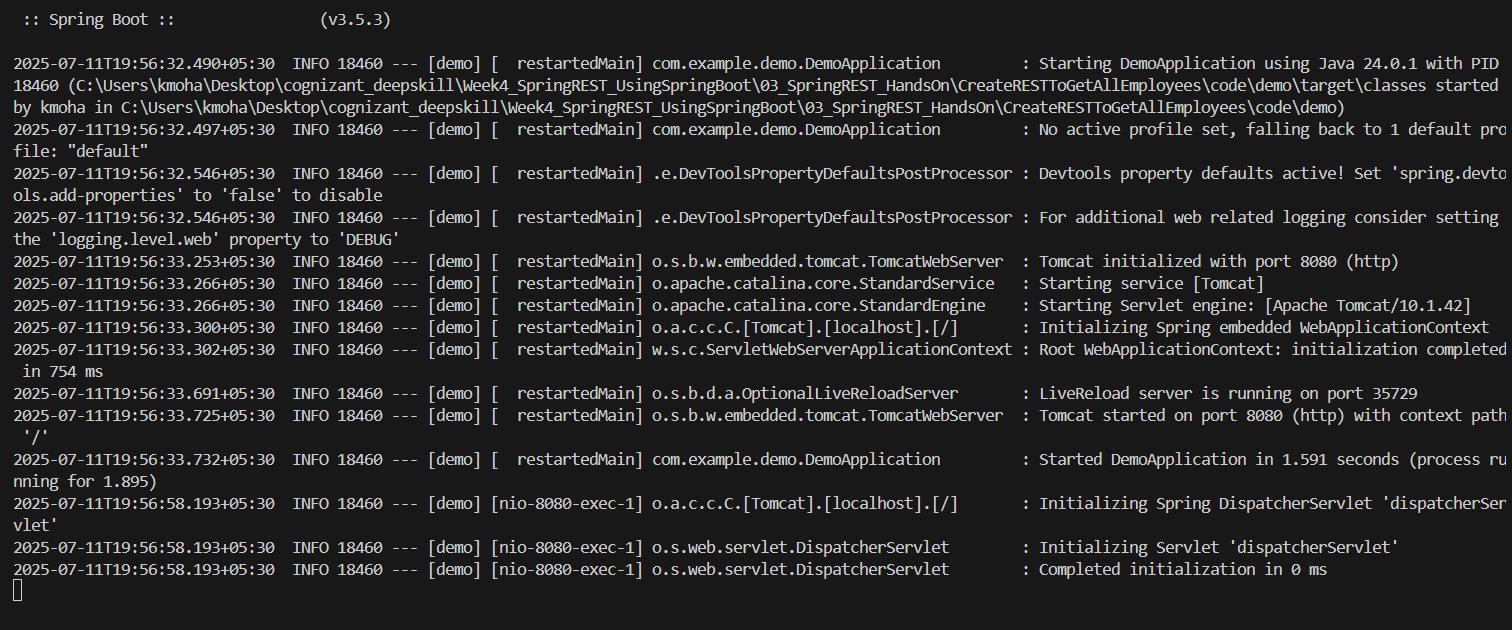 :: Spring Boot ::                (v3.5.3)
2025-07-11T19:56:32.490+05:30  INFO 18460 --- [demo] [  restartedMain] com.example.demo.DemoApplication         : Starting DemoApplication using Java 24.0.1 with PID
18460 (C:\Users\kmoha\Desktop\cognizant_deepskill\Week4_SpringREST_UsingSpringBoot\03_SpringREST_HandsOn\CreateRESTToGetAllEmployees\code\demo\target\classes started
by kmoha in C:\Users\kmoha\Desktop\cognizant_deepskill\Week4_SpringREST_UsingSpringBoot\03_SpringREST_HandsOn\CreateRESTToGetAllEmployees\code\demo)
2025-07-11T19:56:32.497+05:30  INFO 18460 --- [demo] [  restartedMain] com.example.demo.DemoApplication         : No active profile set, falling back to 1 default pro
file: "default"
2025-07-11T19:56:32.546+05:30  INFO 18460 --- [demo] [  restartedMain] .e.DevToolsPropertyDefaultsPostProcessor : Devtools property defaults active! Set 'spring.devto
ols.add-properties' to 'false' to disable
2025-07-11T19:56:32.546+05:30  INFO 18460 --- [demo] [  restartedMain] .e.DevToolsPropertyDefaultsPostProcessor : For additional web related logging consider setting
the 'logging.level.web' property to 'DEBUG'
2025-07-11T19:56:33.253+05:30  INFO 18460 --- [demo] [  restartedMain] o.s.b.w.embedded.tomcat.TomcatWebServer  : Tomcat initialized with port 8080 (http)
2025-07-11T19:56:33.266+05:30  INFO 18460 --- [demo] [  restartedMain] o.apache.catalina.core.StandardService   : Starting service [Tomcat]
2025-07-11T19:56:33.266+05:30  INFO 18460 --- [demo] [  restartedMain] o.apache.catalina.core.StandardEngine    : Starting Servlet engine: [Apache Tomcat/10.1.42]
2025-07-11T19:56:33.300+05:30  INFO 18460 --- [demo] [  restartedMain] o.a.c.c.C.[Tomcat].[localhost].[/]       : Initializing Spring embedded WebApplicationContext
2025-07-11T19:56:33.302+05:30  INFO 18460 --- [demo] [  restartedMain] w.s.c.ServletWebServerApplicationContext : Root WebApplicationContext: initialization completed
in 754 ms
2025-07-11T19:56:33.691+05:30  INFO 18460 --- [demo] [  restartedMain] o.s.b.d.a.OptionalLiveReloadServer       : LiveReload server is running on port 35729
2025-07-11T19:56:33.725+05:30  INFO 18460 --- [demo] [  restartedMain] o.s.b.w.embedded.tomcat.TomcatWebServer  : Tomcat started on port 8080 (http) with context path
'/'
2025-07-11T19:56:33.732+05:30  INFO 18460 --- [demo] [  restartedMain] com.example.demo.DemoApplication         : Started DemoApplication in 1.591 seconds (process ru
nning for 1.895)
2025-07-11T19:56:58.193+05:30  INFO 18460 --- [demo] [nio-8080-exec-1] o.a.c.c.C.[Tomcat].[localhost].[/]       : Initializing Spring DispatcherServlet 'dispatcherSer
vlet'
2025-07-11T19:56:58.193+05:30  INFO 18460 --- [demo] [nio-8080-exec-1] o.s.web.servlet.DispatcherServlet        : Initializing Servlet 'dispatcherServlet'
2025-07-11T19:56:58.193+05:30  INFO 18460 --- [demo] [nio-8080-exec-1] o.s.web.servlet.DispatcherServlet        : Completed initialization in 0 ms